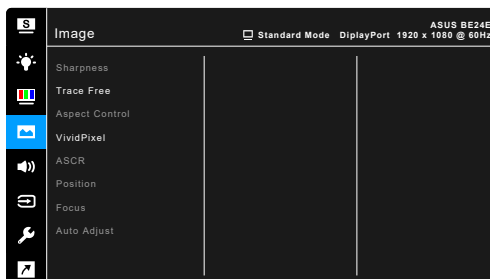 S
Image
ASUS BE24E
Standard Mode DiplayPort 1920 x 1080 @ 60Hz
Sharpness
Trace Free
Aspect Control
VividPixel
ASCR
Position
Focus
Auto Adjust